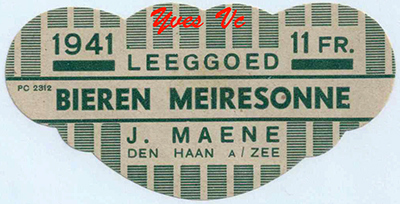 Yves Vc
1941 11 FR.
LEEGGOED
PC 2312
BIEREN MEIRESONNE
J. MAENE
DEN HAAN A/ZEE